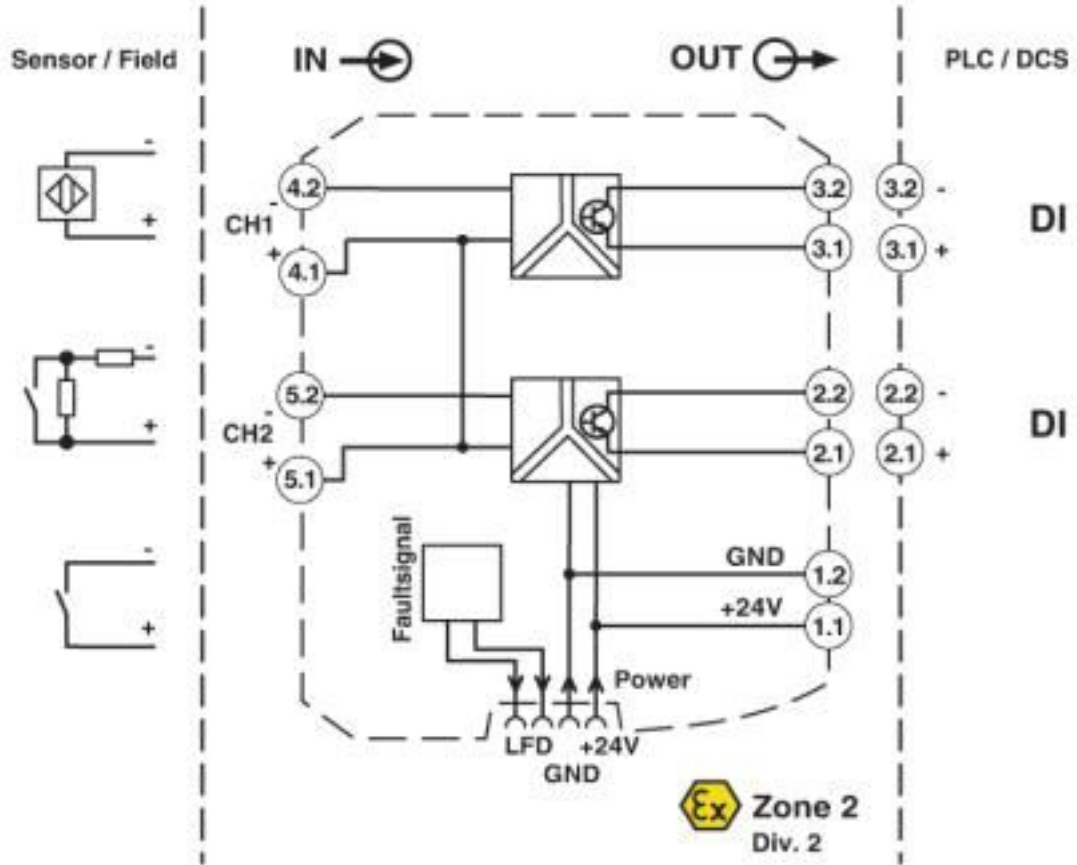 Sensor / Field
IN
OUT
PLC / DCS
-
+
4.2
-
CH1
+
4.1
3.2
3.1
3.2 -
3.1 +
DI
-
+
5.2
-
CH2
+
5.1
2.2
2.1
2.2 -
2.1 +
DI
-
+
Faultsignal
GND
1.2
+24V
1.1
Power
LFD +24V
GND
Ex Zone 2
Div. 2